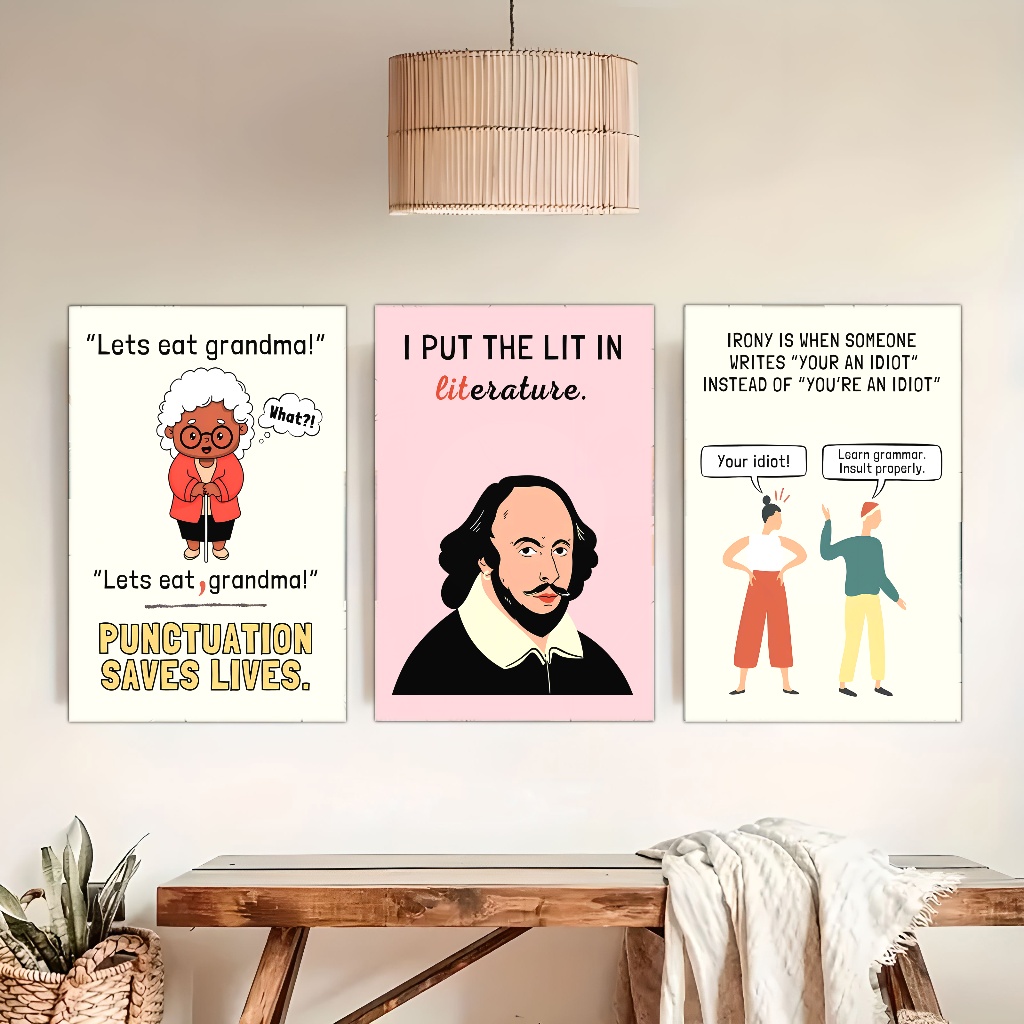 “Lets eat grandma!”
What?!
“Lets eat, grandma!”
PUNCTUATION
SAVES LIVES.
I PUT THE LIT IN
literature.
IRONY IS WHEN SOMEONE
WRITES “YOUR AN IDIOT“
INSTEAD OF “YOU’RE AN IDIOT”
Your idiot!
Learn grammar.
Insult properly.